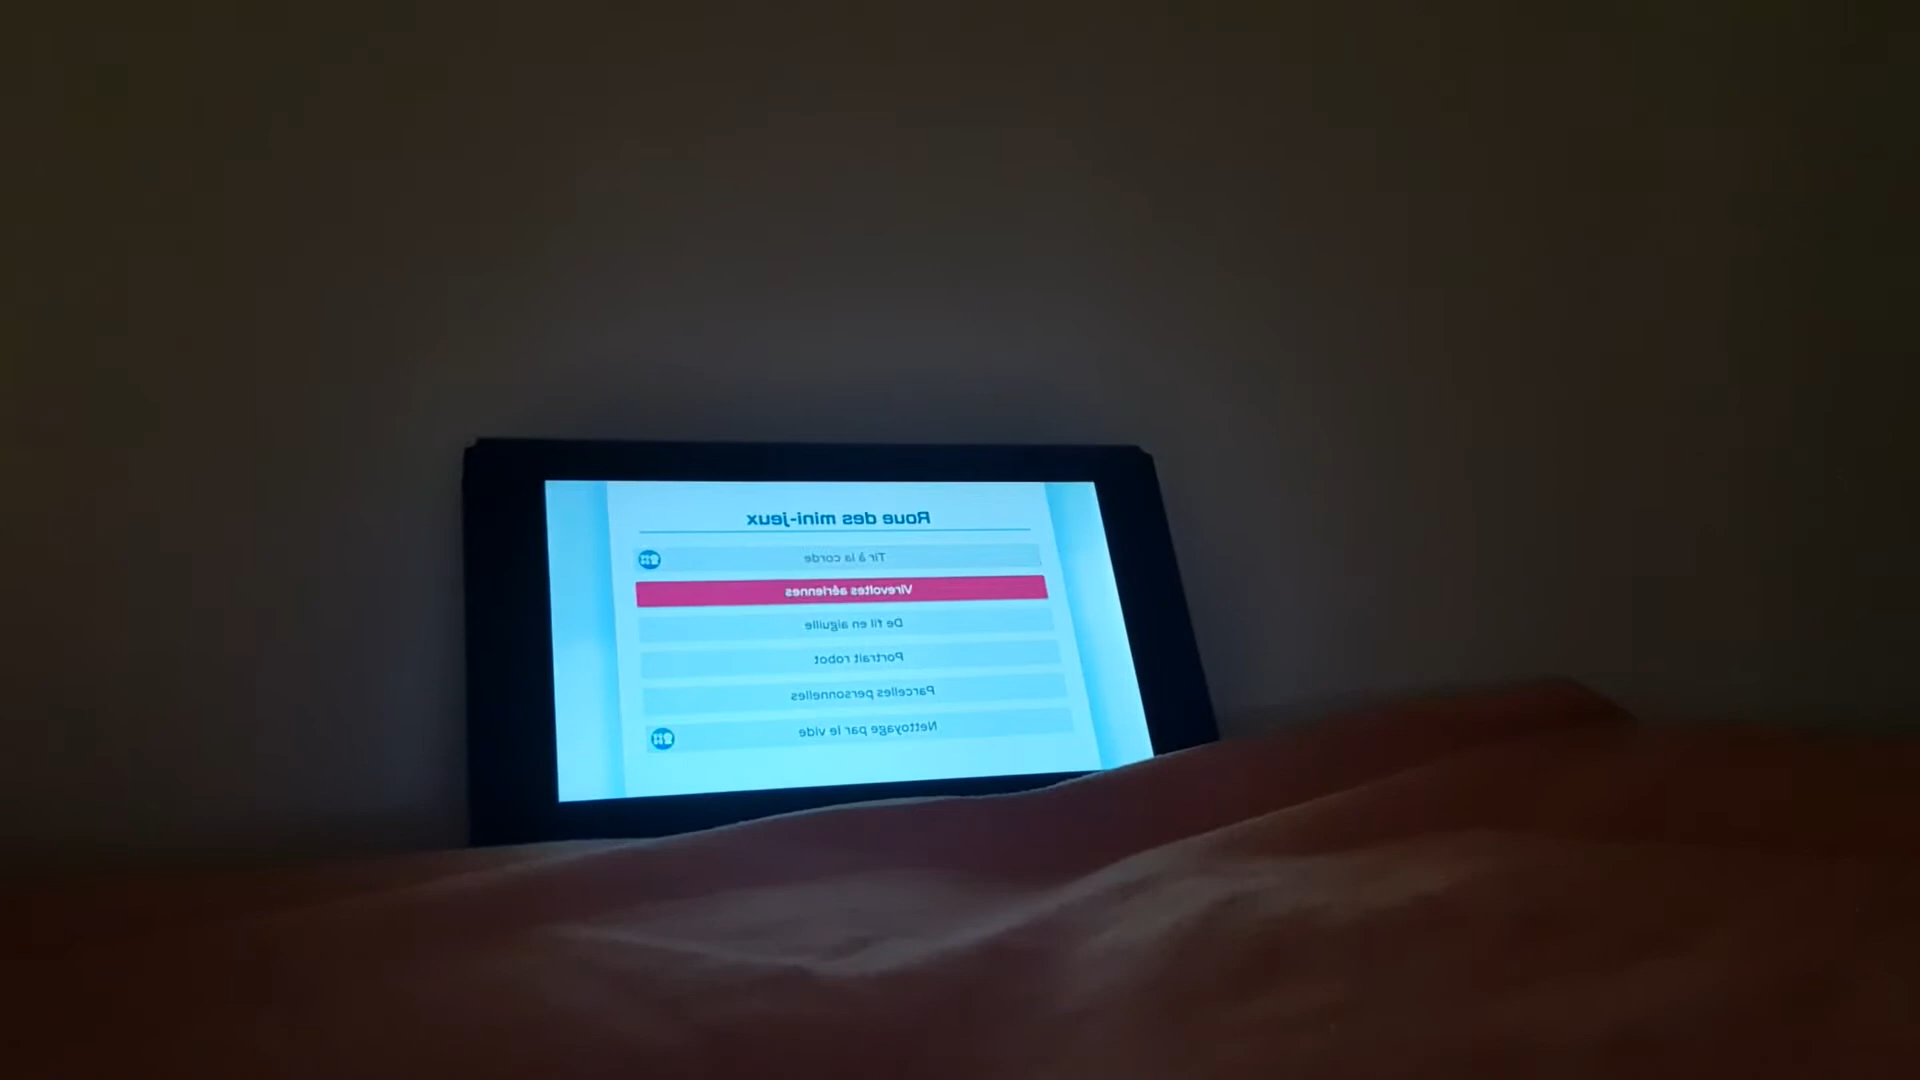 Roue des mini-jeux
Tir à la corde
Virevoltes aériennes
De fil en aiguille
Portrait robot
Parcelles personnelles
Nettoyage par le vide